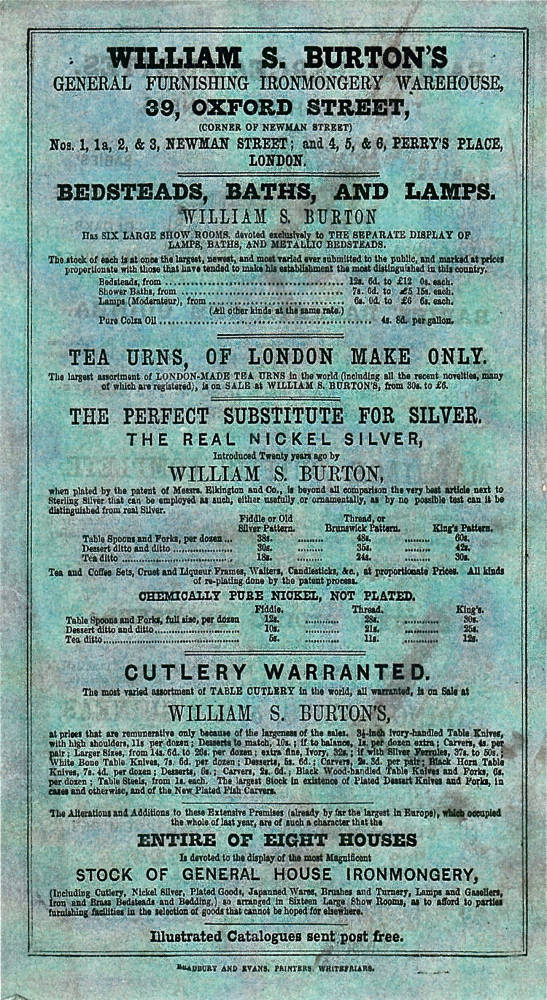 WILLIAM S. BURTON'S
GENERAL FURNISHING IRONMONGERY WAREHOUSE,
39, OXFORD STREET,
(CORNER OF NEWMAN STREET)
Nos. 1, 1a, 2, & 3, NEWMAN STREET; and 4, 5, & 6, PERRY'S PLACE,
LONDON.
BEDSTEADS, BATHS, AND LAMPS.
WILLIAM S. BURTON
Has SIX LARGE SHOW ROOMS, devoted exclusively to THE SEPARATE DISPLAY OF
LAMPS, BATHS, AND METALLIC BEDSTEADS.
The stock of each is at once the largest, newest, and most varied ever submitted to the public, and marked at prices
proportionate with those that have tended to make his establishment the most distinguished in this country.
Bedsteads, from .................... 12s. 6d. to £12 0s. each.
Shower Baths, from .................... 7s. 6d. to £5 15s. each.
Lamps (Moderateur), from .................... 6s. 0d. to £6 6s. each.
(All other kinds at the same rate.)
Pure Colza Oil .................... 4s. 8d. per gallon.
TEA URNS, OF LONDON MAKE ONLY.
The largest assortment of LONDON-MADE TEA URNS in the world (including all the recent novelties, many
of which are registered), is on SALE at WILLIAM S. BURTON'S, from 30s. to £6.
THE PERFECT SUBSTITUTE FOR SILVER.
THE REAL NICKEL SILVER,
Introduced Twenty years ago by
WILLIAM S. BURTON,
when plated by the patent of Messrs. Elkington and Co., is beyond all comparison the very best article next to
Sterling Silver that can be employed as such, either usefully or ornamentally, as by no possible test can it be
distinguished from real Silver.
Fiddle or Old Thread, or
Silver Pattern. Brunswick Pattern. King's Pattern.
Table Spoons and Forks, per dozen ... 38s. ......... 48s. ......... 60s.
Dessert ditto and ditto .................. 30s. ......... 35s. ......... 42s.
Tea ditto .................. 18s. ......... 24s. ......... 30s.
Tea and Coffee Sets, Cruet and Liqueur Frames, Waiters, Candlesticks, &c., at proportionate Prices. All kinds
of re-plating done by the patent process.
CHEMICALLY PURE NICKEL, NOT PLATED.
Fiddle. Thread. King's.
Table Spoons and Forks, full size, per dozen 12s. ......... 28s. ......... 30s.
Dessert ditto and ditto .................. 10s. ......... 21s. ......... 25s.
Tea ditto .................. 5s. ......... 11s. ......... 12s.
CUTLERY WARRANTED.
The most varied assortment of TABLE CUTLERY in the world, all warranted, is on Sale at
WILLIAM S. BURTON'S,
at prices that are remunerative only because of the largeness of the sales. 3½-inch Ivory-handled Table Knives,
with high shoulders, 11s per dozen; Desserts to match, 10s.; if to balance, 1s. per dozen extra; Carvers, 4s. per
pair; Larger Sizes, from 14s. 6d. to 26s. per dozen; extra fine, Ivory, 32s.; if with Silver Ferrules, 37s. to 50s.;
White Bone Table Knives, 7s. 6d. per dozen; Desserts, 5s. 6d.; Carvers, 2s. 3d. per pair; Black Horn Table
Knives, 7s. 4d. per dozen; Desserts, 6s.; Carvers, 2s. 6d.; Black Wood-handled Table Knives and Forks, 6s.
per dozen; Table Steels, from 1s. each. The largest Stock in existence of Plated Dessert Knives and Forks, in
cases and otherwise, and of the New Plated Fish Carvers.
The Alterations and Additions to these Extensive Premises (already by far the largest in Europe), which occupied
the whole of last year, are of such a character that the
ENTIRE OF EIGHT HOUSES
Is devoted to the display of the most Magnificent
STOCK OF GENERAL HOUSE IRONMONGERY,
(Including Cutlery, Nickel Silver, Plated Goods, Japanned Wares, Brushes and Turnery, Lamps and Gaseliers,
Iron and Brass Bedsteads and Bedding,) so arranged in Sixteen Large Show Rooms, as to afford to parties
furnishing facilities in the selection of goods that cannot be hoped for elsewhere.
Illustrated Catalogues sent post free.
BRADBURY AND EVANS, PRINTERS, WHITEFRIARS.